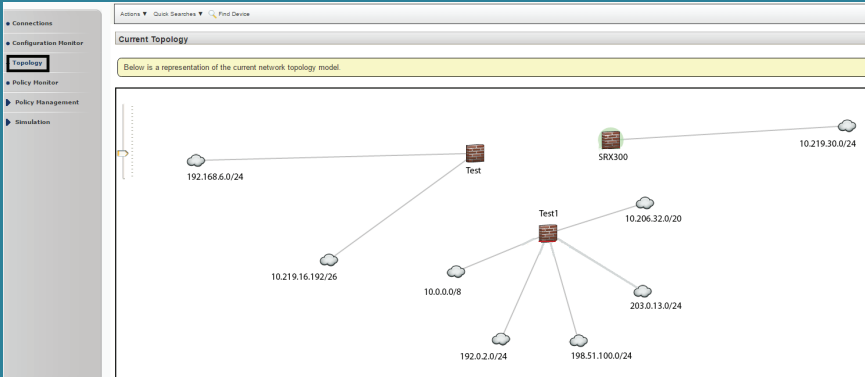 Actions ▼ Quick Searches ▼ Find Device
Connections
Configuration Monitor
Topology
Policy Monitor
Policy Management
Simulation
Current Topology
Below is a representation of the current network topology model.
192.168.6.0/24
Test
SRX300
10.219.30.0/24
Test1
10.206.32.0/20
10.219.16.192/26
10.0.0.0/8
203.0.13.0/24
192.0.2.0/24
198.51.100.0/24